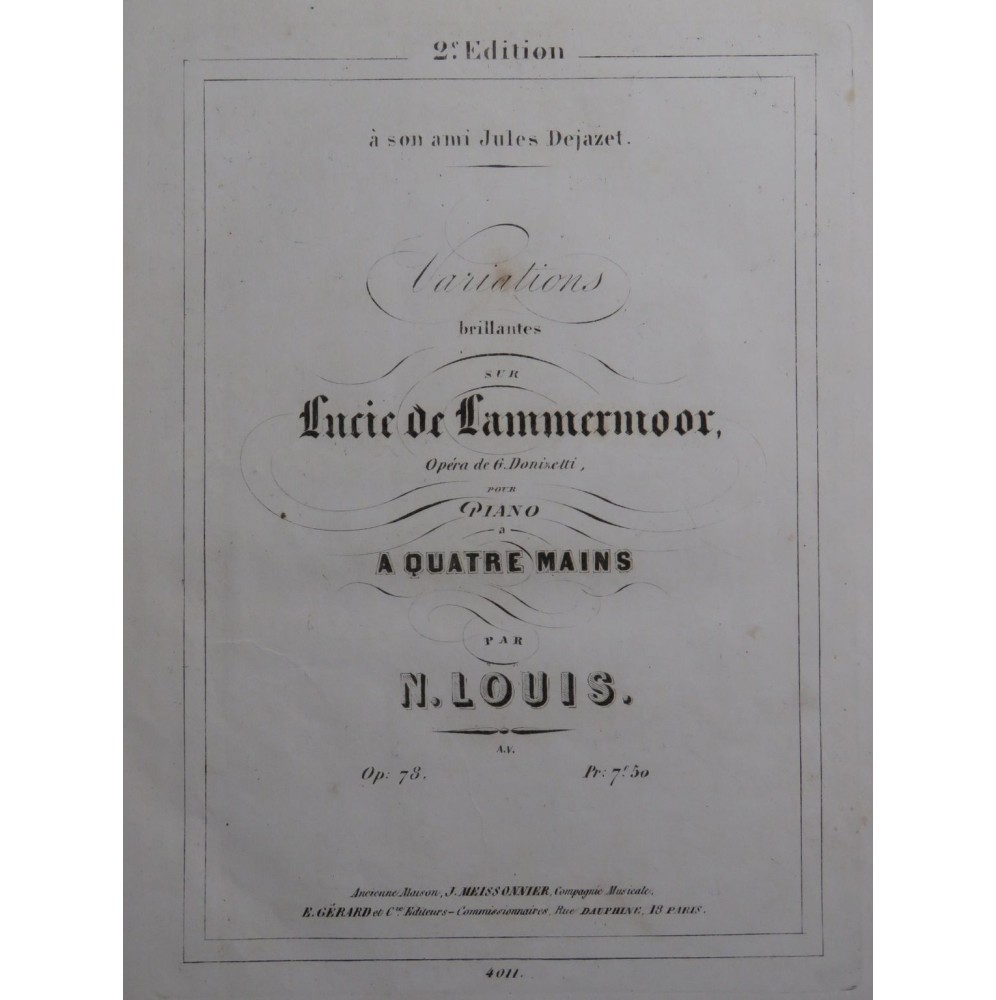 2ᵉ Edition
à son ami Jules Dejazet.
Variations
brillantes
SUR
Lucie de Lammermoor,
Opéra de G. Donizetti,
POUR
PIANO
a
A QUATRE MAINS
PAR
N. LOUIS.
A.V.
Op: 78. Pr: 7ᶠ 50
Ancienne Maison, J. MEISSONNIER, Compagnie Musicale.
E. GÉRARD et Cⁱᵉ Editeurs-Commissionnaires, Rue DAUPHINE, 18 PARIS.
4011.